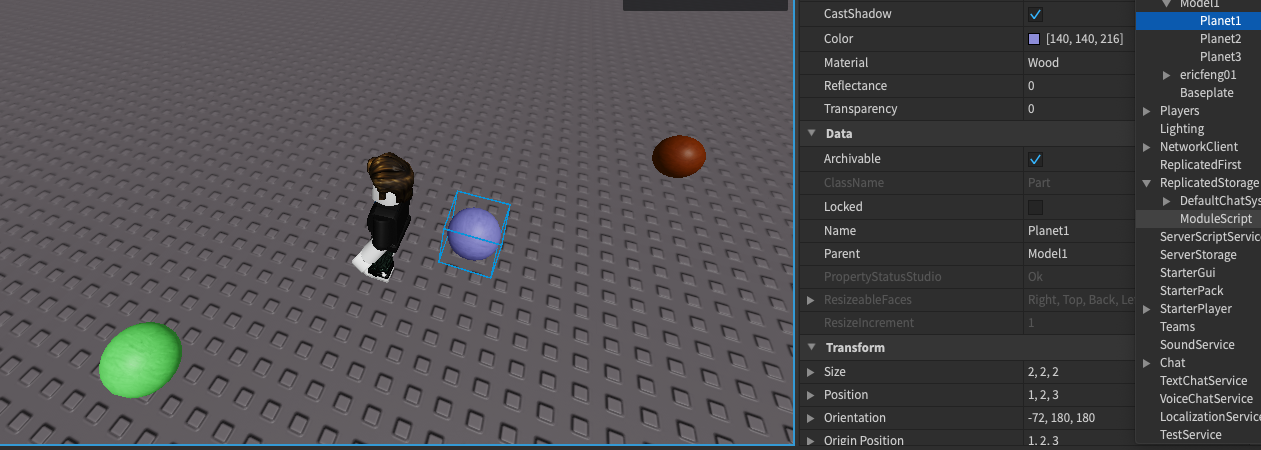 CastShadow
Color [140, 140, 216]
Material Wood
Reflectance 0
Transparency 0
Data
Archivable
ClassName Part
Locked
Name Planet1
Parent Model1
PropertyStatusStudio Ok
ResizeableFaces Right, Top, Back, Le
ResizeIncrement 1
Transform
Size 2, 2, 2
Position 1, 2, 3
Orientation -72, 180, 180
Origin Position 1, 2, 3
Model1
Planet1
Planet2
Planet3
ericfeng01
Baseplate
Players
Lighting
NetworkClient
ReplicatedFirst
ReplicatedStorage
DefaultChatSys
ModuleScript
ServerScriptService
ServerStorage
StarterGui
StarterPack
StarterPlayer
Teams
SoundService
Chat
TextChatService
VoiceChatService
LocalizationService
TestService